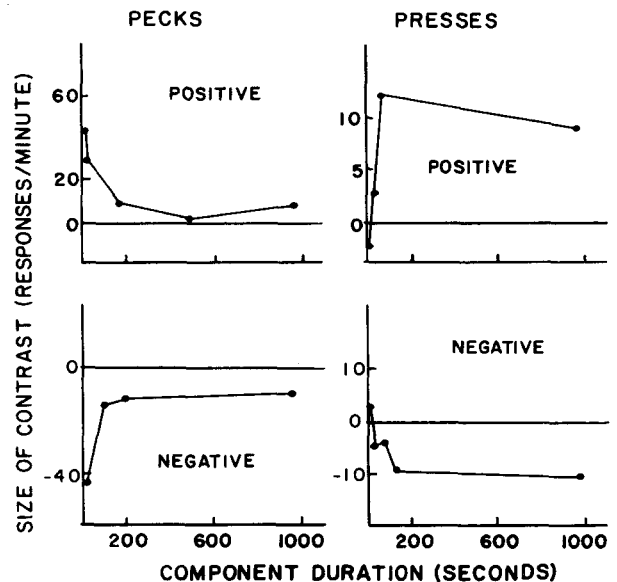 PECKS
PRESSES
SIZE OF CONTRAST (RESPONSES/MINUTE)
60
20
0
POSITIVE
10
5
0
POSITIVE
0
-40
NEGATIVE
10
0
-10
NEGATIVE
200 600 1000
200 600 1000
COMPONENT DURATION (SECONDS)